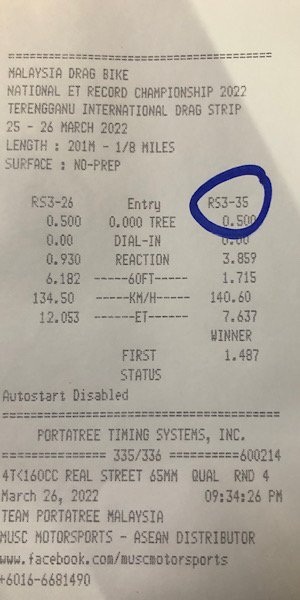 ==========================================
MALAYSIA DRAG BIKE
NATIONAL ET RECORD CHAMPIONSHIP 2022
TERENGGANU INTERNATIONAL DRAG STRIP
25 - 26 MARCH 2022
LENGTH : 201M - 1/8 MILES
SURFACE : NO-PREP
RS3-26 Entry RS3-35
0.500 0.000 TREE 0.500
0.00 DIAL-IN 0.00
0.930 REACTION 3.859
6.182 -----60FT----- 1.715
134.50 -----KM/H----- 140.60
12.053 ------ET------ 7.637
WINNER
FIRST 1.487
STATUS
Autostart Disabled
==========================================
PORTATREE TIMING SYSTEMS, INC.
=============== 335/336 ==========600214
4T<160CC REAL STREET 65MM QUAL RND 4
March 26, 2022 09:34:26 PM
TEAM PORTATREE MALAYSIA
MUSC MOTORSPORTS - ASEAN DISTRIBUTOR
www.facebook.com/muscmotorsports
+6016-6681490